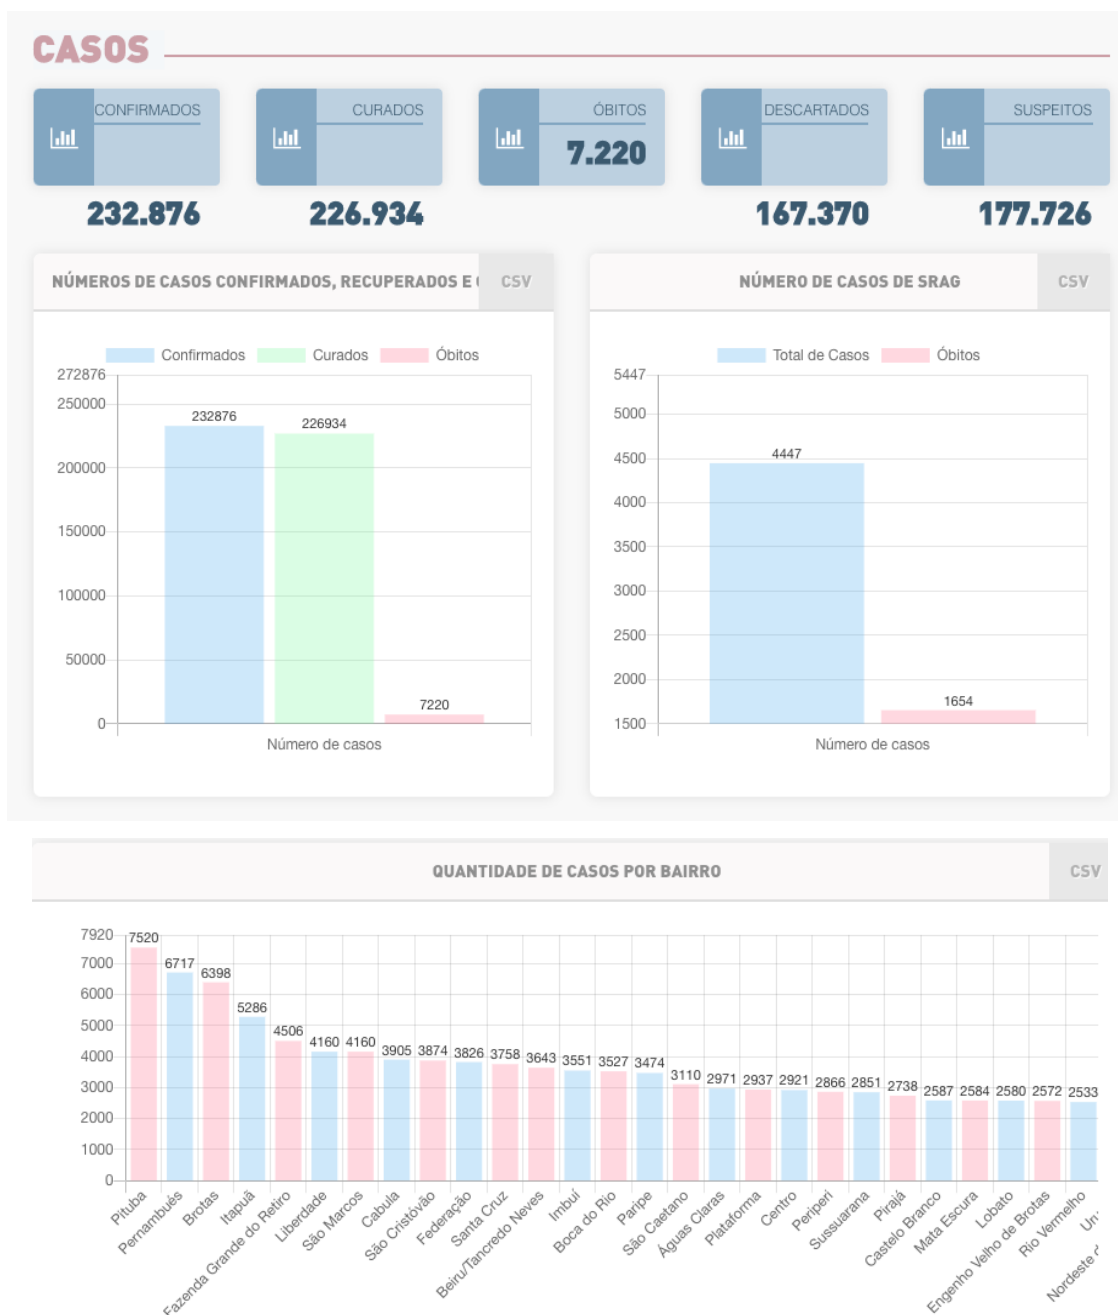 CASOS
CONFIRMADOS
232.876
CURADOS
226.934
ÓBITOS
7.220
DESCARTADOS
167.370
SUSPEITOS
177.726
NÚMEROS DE CASOS CONFIRMADOS, RECUPERADOS E
CSV
Confirmados Curados Óbitos
272876
250000
200000
150000
100000
50000
0
232876
226934
7220
Número de casos
NÚMERO DE CASOS DE SRAG
CSV
Total de Casos Óbitos
5447
5000
4500
4000
3500
3000
2500
2000
1500
4447
1654
Número de casos
QUANTIDADE DE CASOS POR BAIRRO
CSV
7920
7000
6000
5000
4000
3000
2000
1000
0
7520
6717
6398
5286
4506
4160
4160
3905
3874
3826
3758
3643
3551
3527
3474
3110
2971
2937
2921
2866
2851
2738
2587
2584
2580
2572
2533
Pituba
Pernambués
Brotas
Itapuã
Fazenda Grande do Retiro
Liberdade
São Marcos
Cabula
São Cristóvão
Federação
Santa Cruz
Beiru/Tancredo Neves
Imbuí
Boca do Rio
Paripe
São Caetano
Águas Claras
Plataforma
Centro
Periperi
Sussuarana
Pirajá
Castelo Branco
Mata Escura
Lobato
Engenho Velho de Brotas
Rio Vermelho
Nordeste